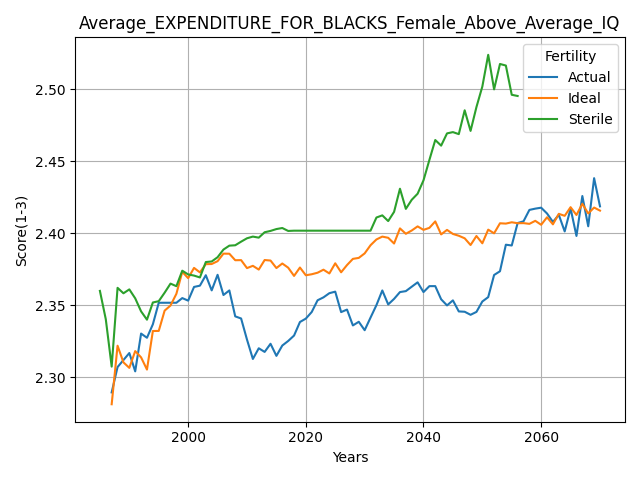 Average_EXPENDITURE_FOR_BLACKS_Female_Above_Average_IQ
Fertility
Actual
Ideal
Sterile
2.50
2.45
2.40
2.35
2.30
Score(1-3)
2000
2020
2040
2060
Years